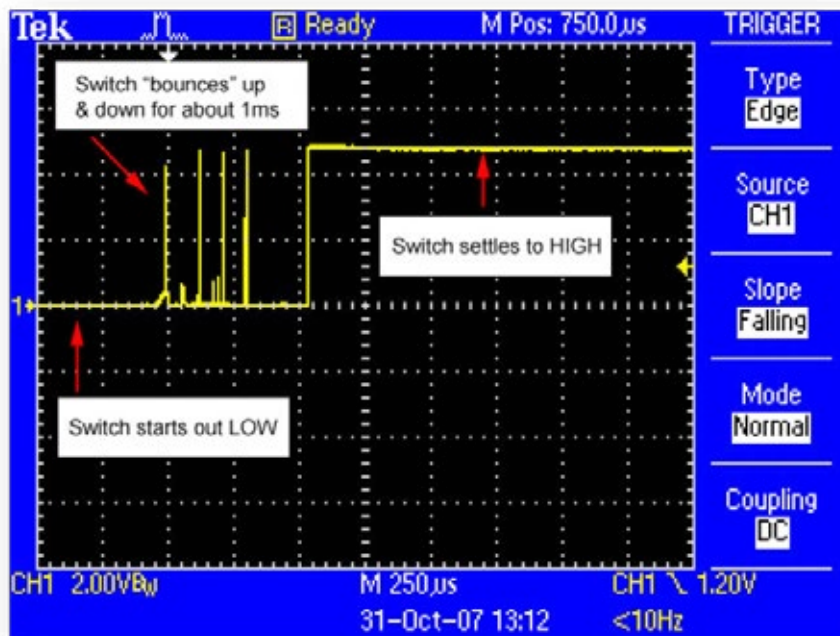 Tek
R Ready
M Pos: 750.0µs
TRIGGER
Switch “bounces” up
& down for about 1ms
Type
Edge
Source
CH1
Switch settles to HIGH
1
Slope
Falling
Switch starts out LOW
Mode
Normal
Coupling
DC
CH1 2.00VBW
M 250µs
CH1 \ 1.20V
31-Oct-07 13:12
<10Hz